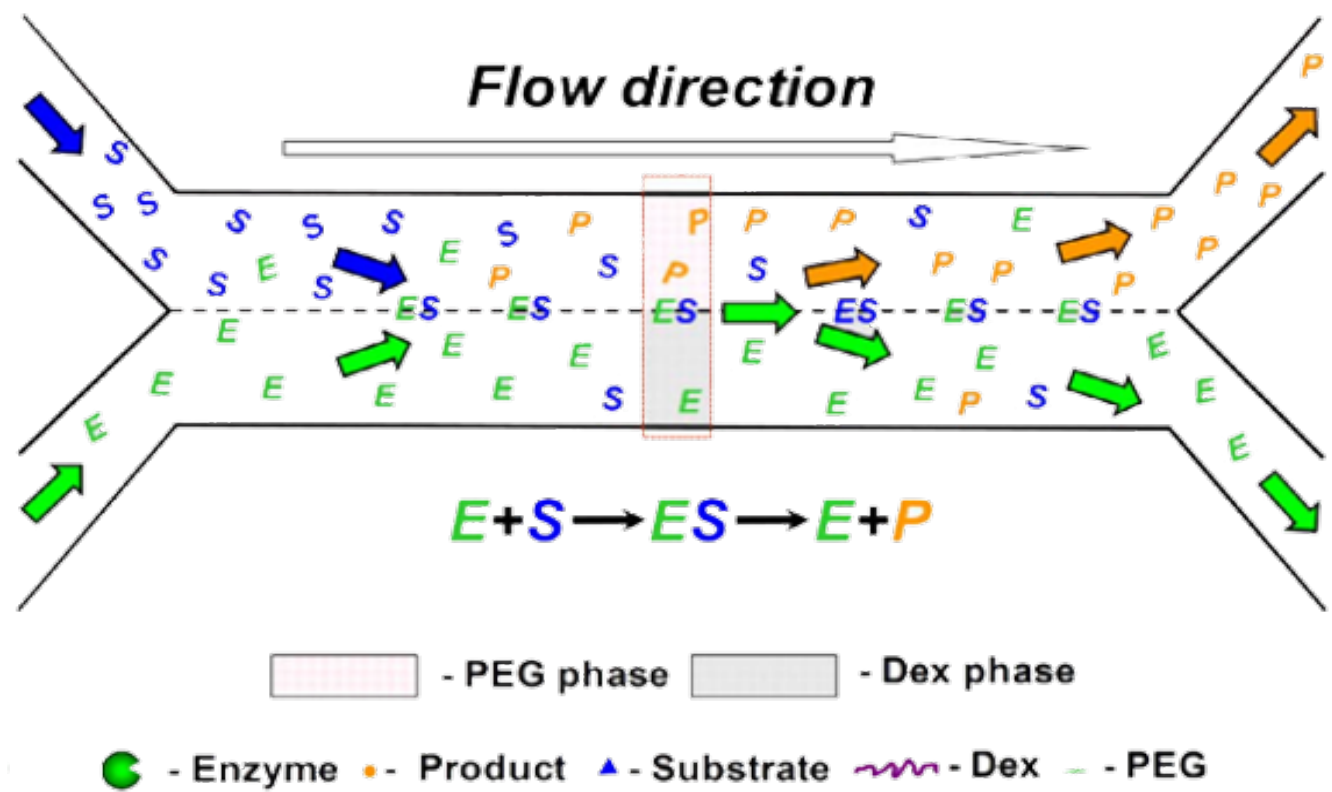 Flow direction
S
S S S S S S E P P P P S E P P P P
S S E S S P S P S P P P P P
ES ES ES ES ES ES
E E E E E E E
E E E E E S E E E P S E E
E
E+S→ES→E+P
- PEG phase - Dex phase
- Enzyme - Product - Substrate - Dex - PEG